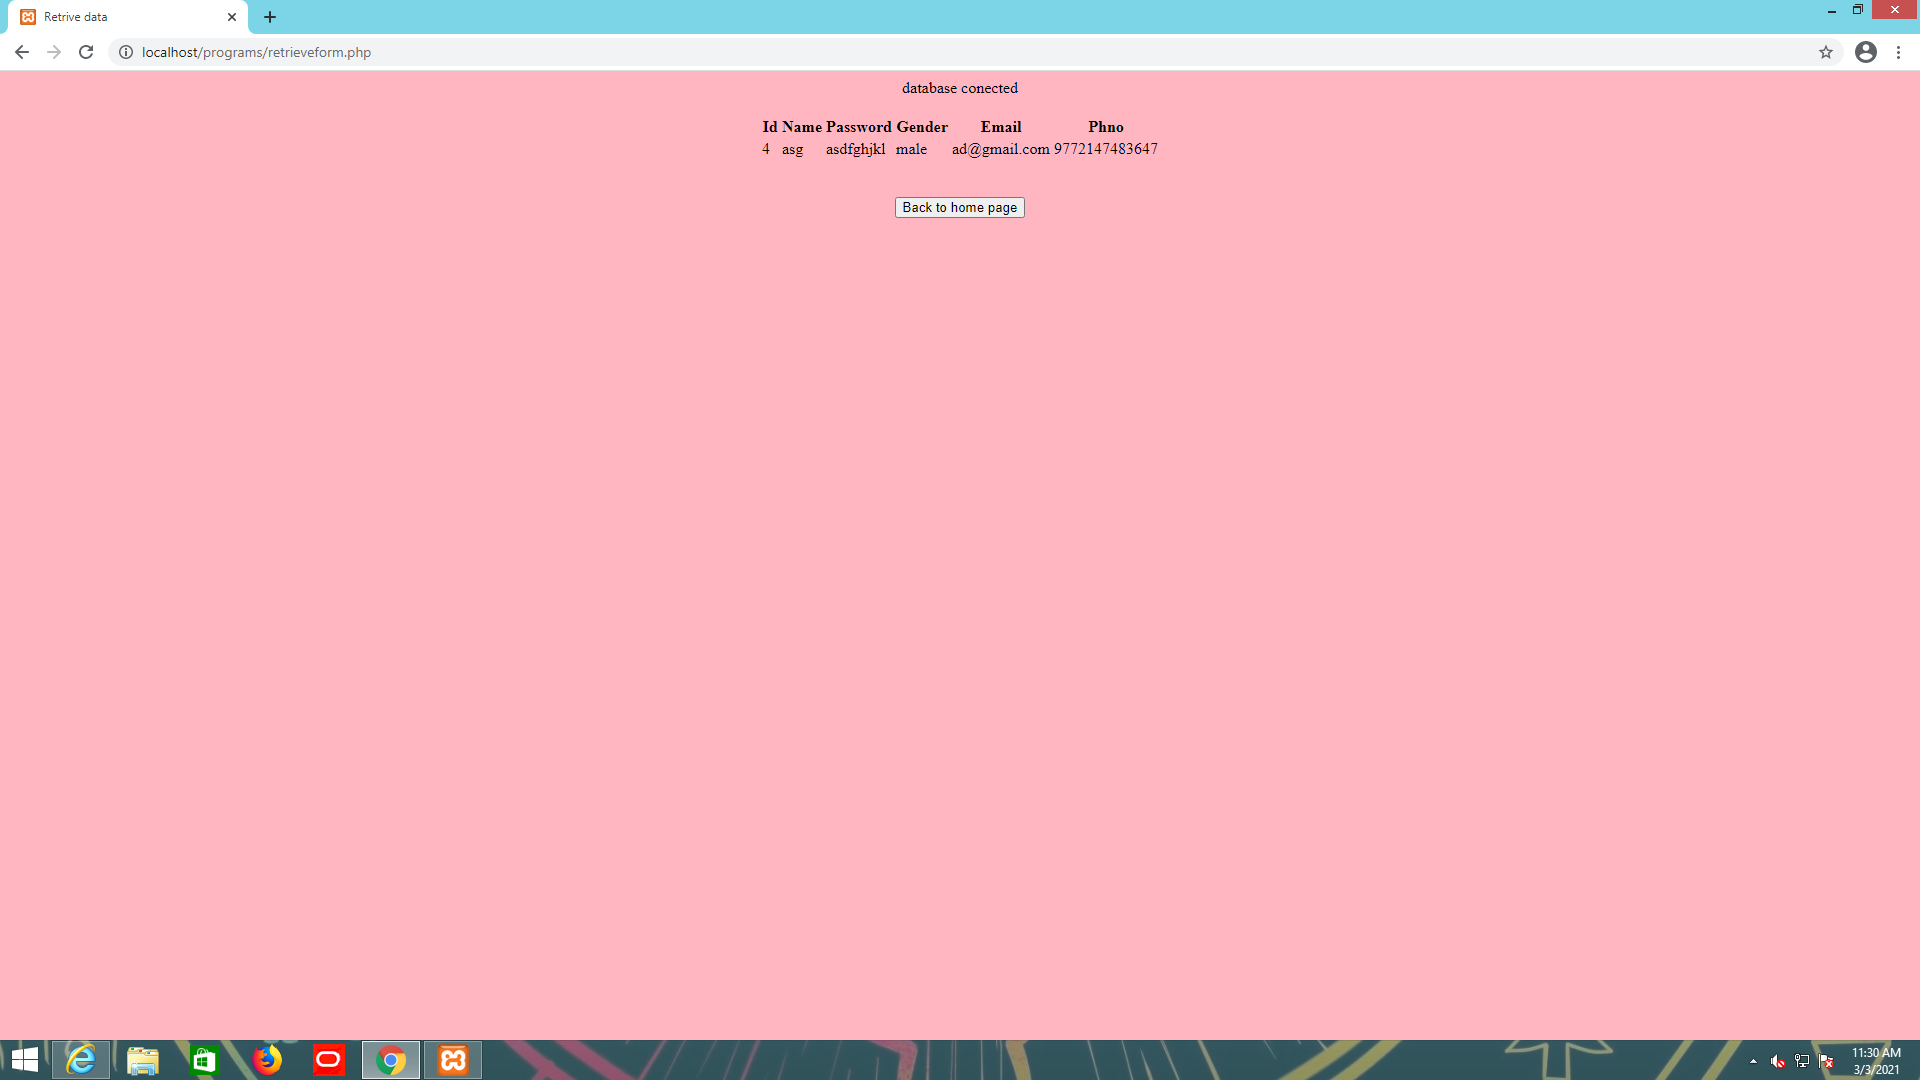 Retrive data
localhost/programs/retrieveform.php
database conected
Id Name Password Gender Email Phno
4 asg asdfghjkl male ad@gmail.com 9772147483647
Back to home page
11:30 AM
3/3/2021